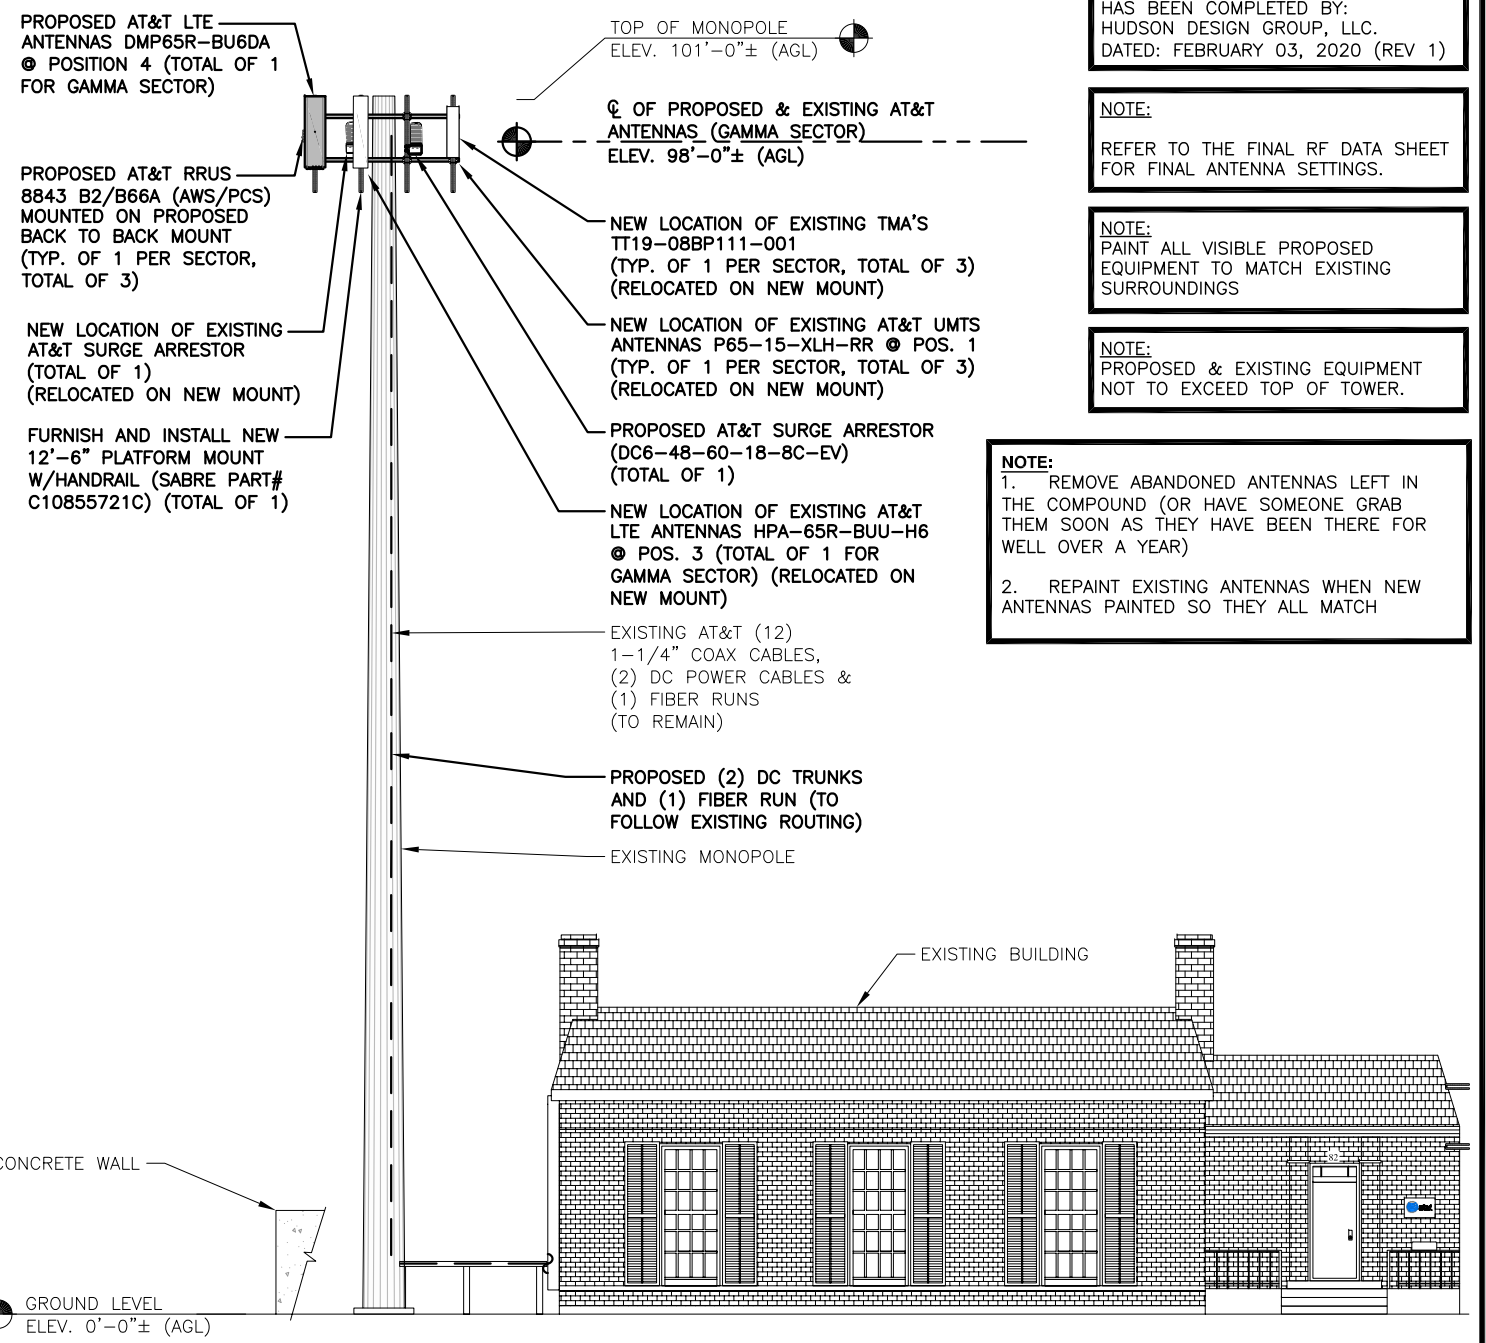 PROPOSED AT&T LTE
ANTENNAS DMP65R-BU6DA
@ POSITION 4 (TOTAL OF 1
FOR GAMMA SECTOR)
PROPOSED AT&T RRUS
8843 B2/B66A (AWS/PCS)
MOUNTED ON PROPOSED
BACK TO BACK MOUNT
(TYP. OF 1 PER SECTOR,
TOTAL OF 3)
NEW LOCATION OF EXISTING
AT&T SURGE ARRESTOR
(TOTAL OF 1)
(RELOCATED ON NEW MOUNT)
FURNISH AND INSTALL NEW
12'-6" PLATFORM MOUNT
W/HANDRAIL (SABRE PART#
C10855721C) (TOTAL OF 1)
TOP OF MONOPOLE
ELEV. 101'-0"± (AGL)
℄ OF PROPOSED & EXISTING AT&T
ANTENNAS (GAMMA SECTOR)
ELEV. 98'-0"± (AGL)
NEW LOCATION OF EXISTING TMA'S
TT19-08BP111-001
(TYP. OF 1 PER SECTOR, TOTAL OF 3)
(RELOCATED ON NEW MOUNT)
NEW LOCATION OF EXISTING AT&T UMTS
ANTENNAS P65-15-XLH-RR @ POS. 1
(TYP. OF 1 PER SECTOR, TOTAL OF 3)
(RELOCATED ON NEW MOUNT)
PROPOSED AT&T SURGE ARRESTOR
(DC6-48-60-18-8C-EV)
(TOTAL OF 1)
NEW LOCATION OF EXISTING AT&T
LTE ANTENNAS HPA-65R-BUU-H6
@ POS. 3 (TOTAL OF 1 FOR
GAMMA SECTOR) (RELOCATED ON
NEW MOUNT)
EXISTING AT&T (12)
1-1/4" COAX CABLES,
(2) DC POWER CABLES &
(1) FIBER RUNS
(TO REMAIN)
PROPOSED (2) DC TRUNKS
AND (1) FIBER RUN (TO
FOLLOW EXISTING ROUTING)
EXISTING MONOPOLE
HAS BEEN COMPLETED BY:
HUDSON DESIGN GROUP, LLC.
DATED: FEBRUARY 03, 2020 (REV 1)
NOTE:
REFER TO THE FINAL RF DATA SHEET
FOR FINAL ANTENNA SETTINGS.
NOTE:
PAINT ALL VISIBLE PROPOSED
EQUIPMENT TO MATCH EXISTING
SURROUNDINGS
NOTE:
PROPOSED & EXISTING EQUIPMENT
NOT TO EXCEED TOP OF TOWER.
NOTE:
1. REMOVE ABANDONED ANTENNAS LEFT IN
THE COMPOUND (OR HAVE SOMEONE GRAB
THEM SOON AS THEY HAVE BEEN THERE FOR
WELL OVER A YEAR)
2. REPAINT EXISTING ANTENNAS WHEN NEW
ANTENNAS PAINTED SO THEY ALL MATCH
EXISTING BUILDING
CONCRETE WALL
82
at&t
GROUND LEVEL
ELEV. 0'-0"± (AGL)